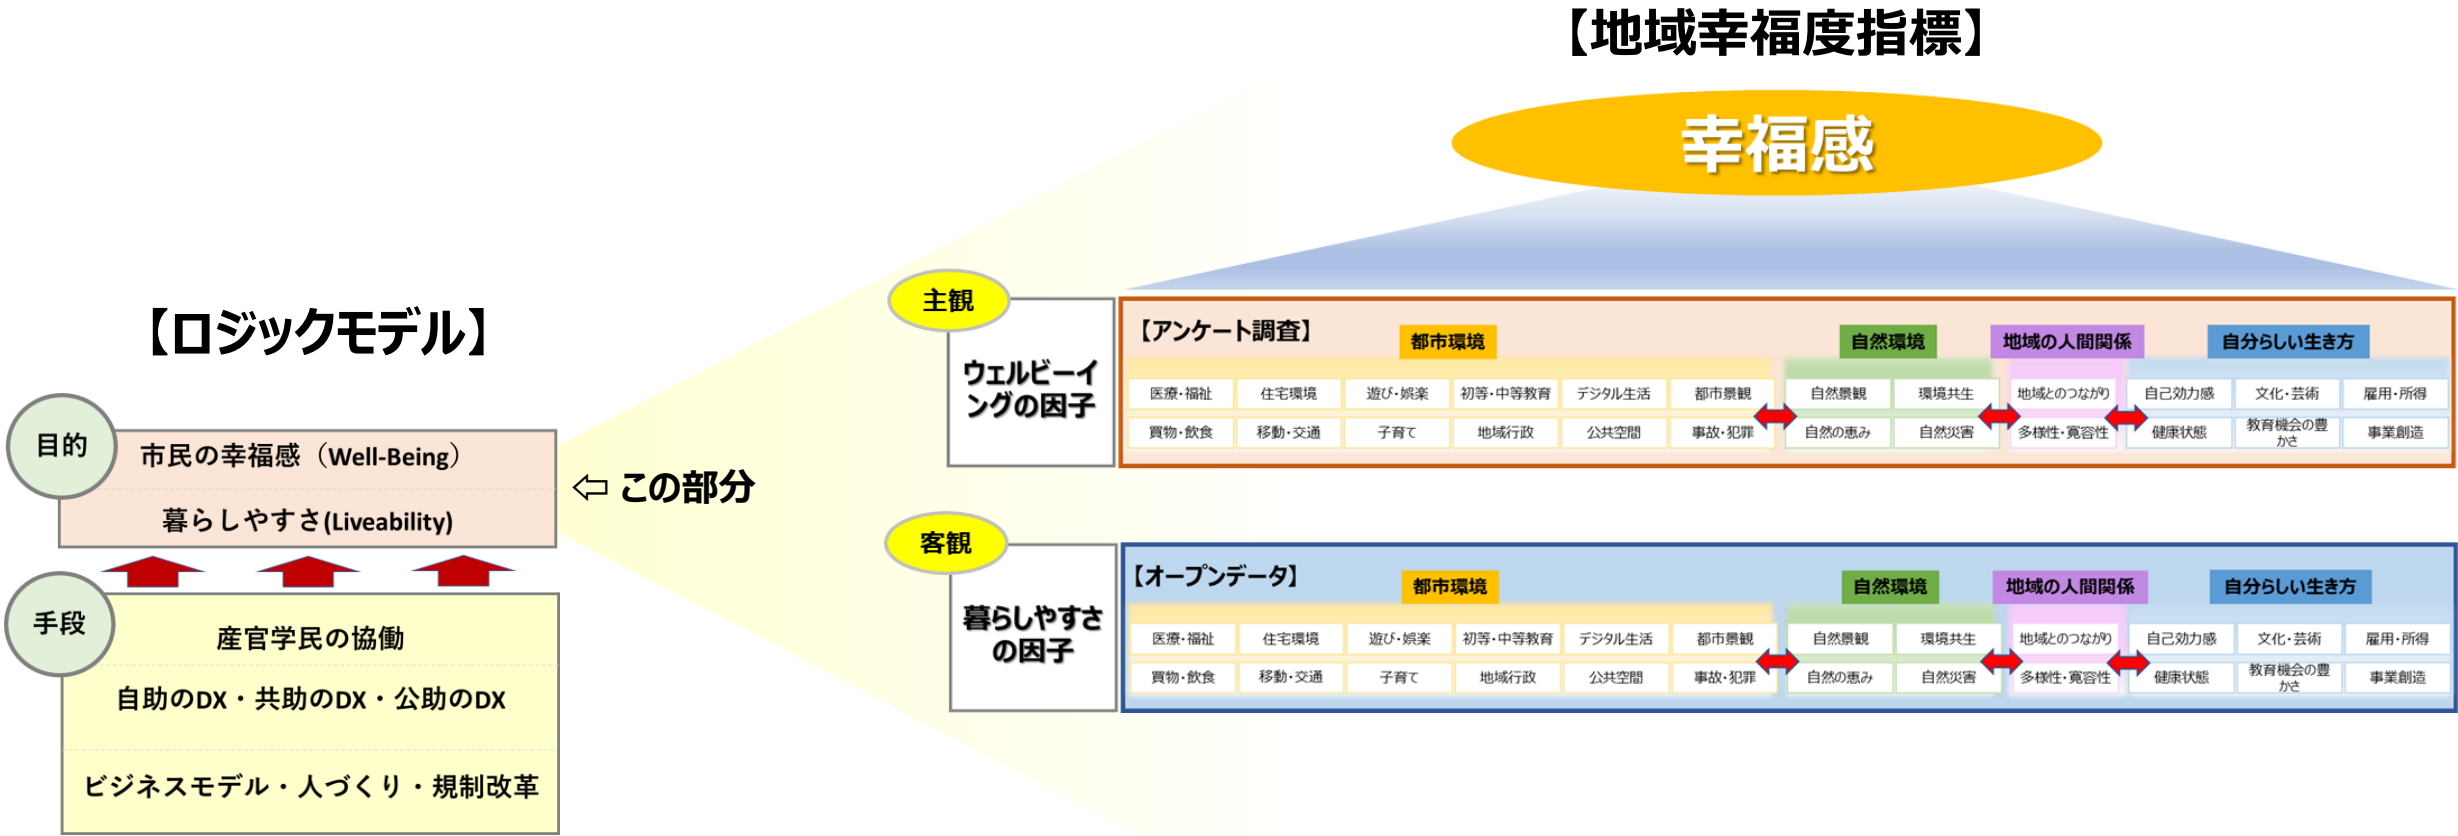 【地域幸福度指標】
幸福感
【ロジックモデル】
目的
市民の幸福感（Well-Being）
暮らしやすさ(Liveability)
手段
産官学民の協働
自助のDX・共助のDX・公助のDX
ビジネスモデル・人づくり・規制改革
⇦ この部分
主観
ウェルビーイ
ングの因子
【アンケート調査】
都市環境 自然環境 地域の人間関係 自分らしい生き方
医療・福祉 住宅環境 遊び・娯楽 初等・中等教育 デジタル生活 都市景観 自然景観 環境共生 地域とのつながり 自己効力感 文化・芸術 雇用・所得
買物・飲食 移動・交通 子育て 地域行政 公共空間 事故・犯罪 自然の恵み 自然災害 多様性・寛容性 健康状態 教育機会の豊 事業創造
かさ
客観
暮らしやすさ
の因子
【オープンデータ】
都市環境 自然環境 地域の人間関係 自分らしい生き方
医療・福祉 住宅環境 遊び・娯楽 初等・中等教育 デジタル生活 都市景観 自然景観 環境共生 地域とのつながり 自己効力感 文化・芸術 雇用・所得
買物・飲食 移動・交通 子育て 地域行政 公共空間 事故・犯罪 自然の恵み 自然災害 多様性・寛容性 健康状態 教育機会の豊 事業創造
かさ